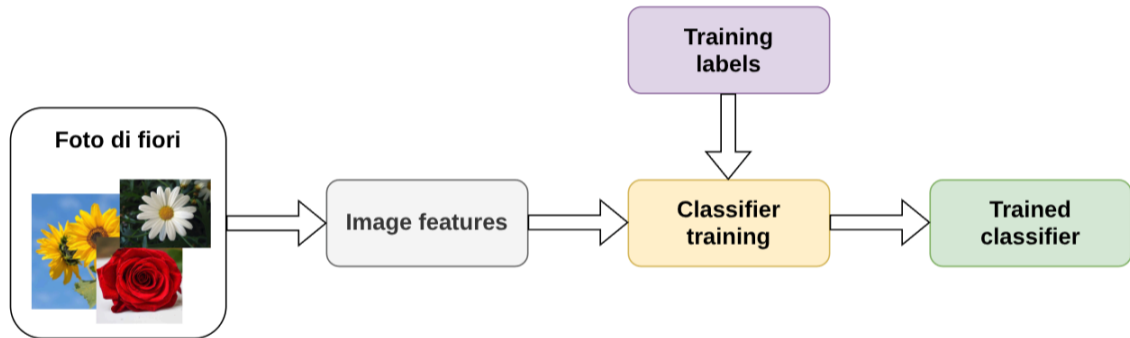 Training
labels
Foto di fiori
Image features
Classifier
training
Trained
classifier